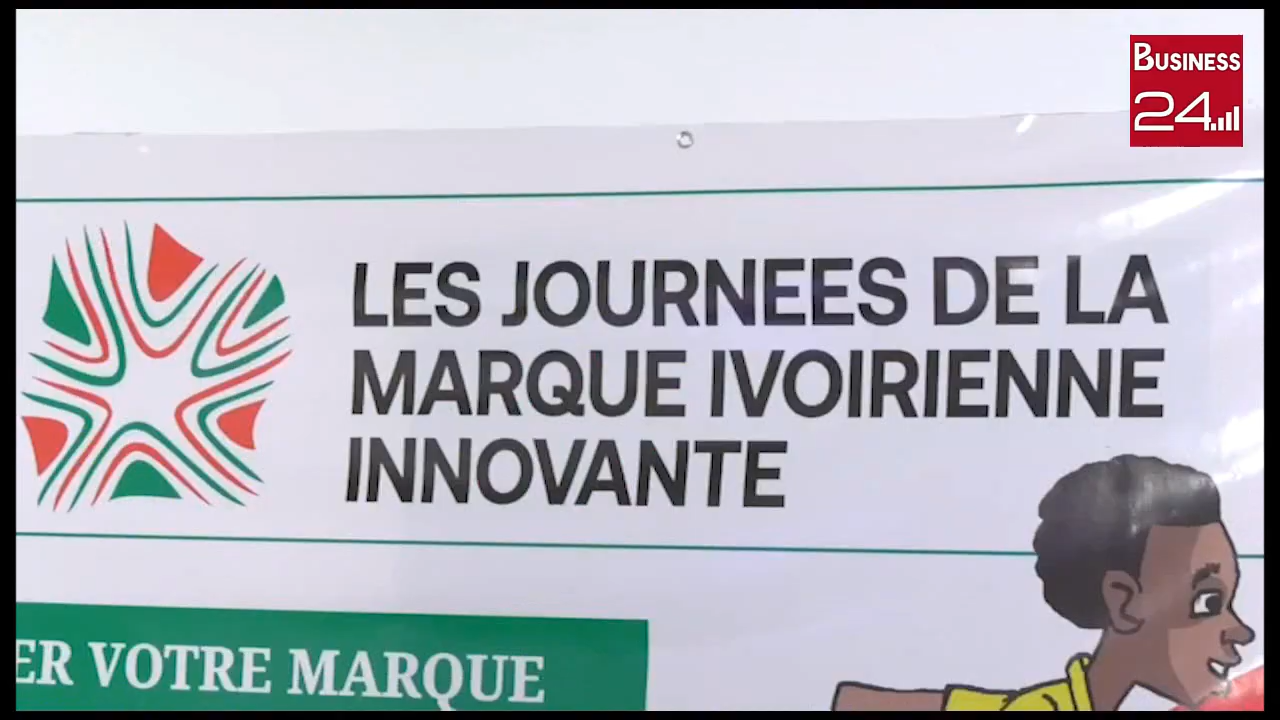 BUSINESS
24
LES JOURNEES DE LA
MARQUE IVOIRIENNE
INNOVANTE
ER VOTRE MARQUE